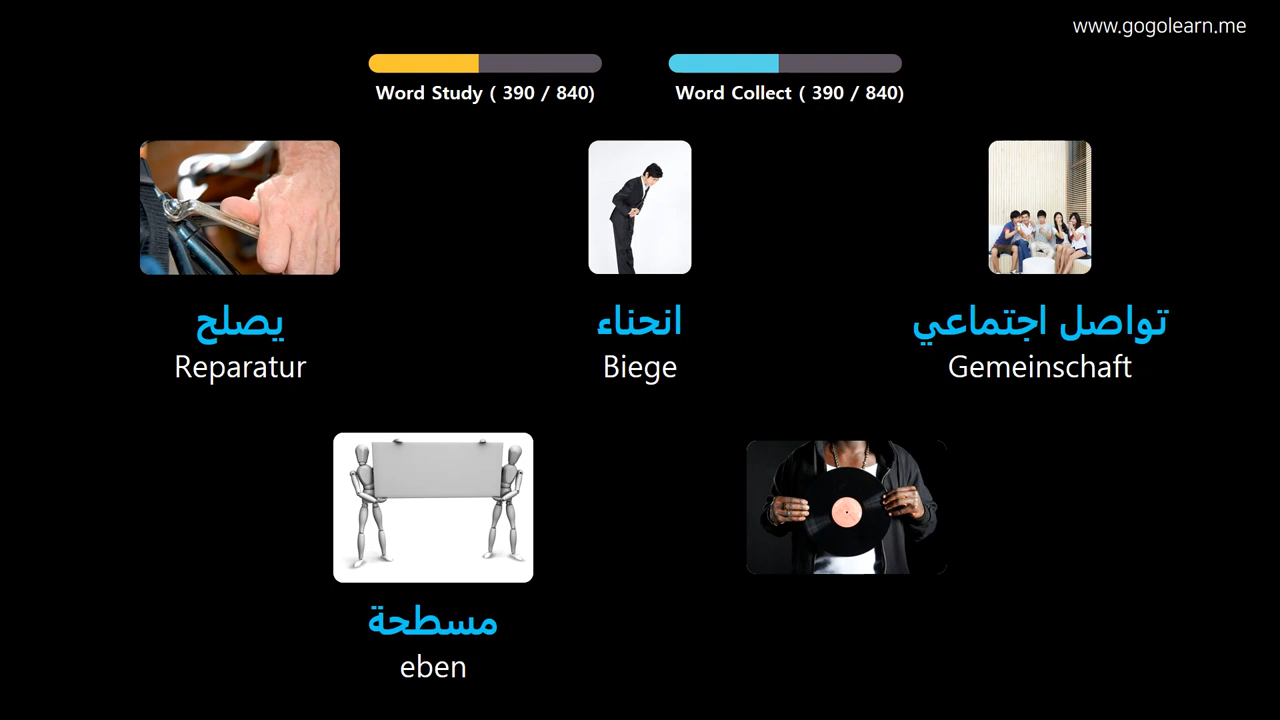 www.gogolearn.me
Word Study ( 390 / 840)
Word Collect ( 390 / 840)
يصلح
Reparatur
انحناء
Biege
تواصل اجتماعي
Gemeinschaft
مسطحة
eben